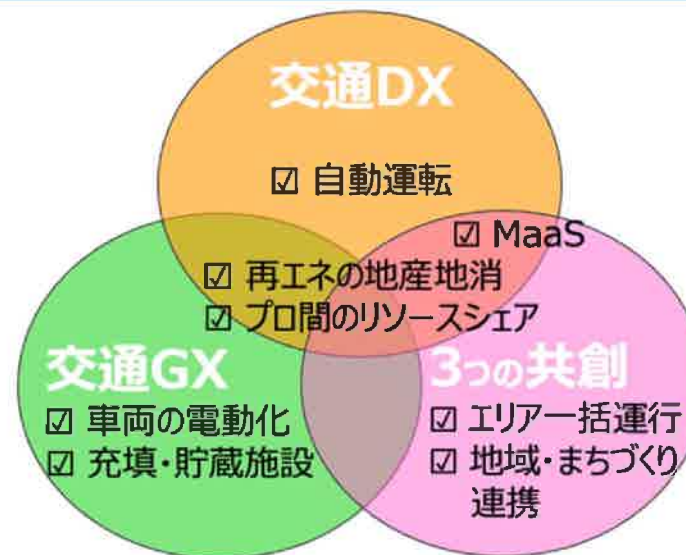 交通DX
☑ 自動運転
☑ MaaS
☑ 再エネの地産地消
☑ プロ間のリソースシェア
交通GX
☑ 車両の電動化
☑ 充填・貯蔵施設
3つの共創
☑ エリア一括運行
☑ 地域・まちづくり
連携